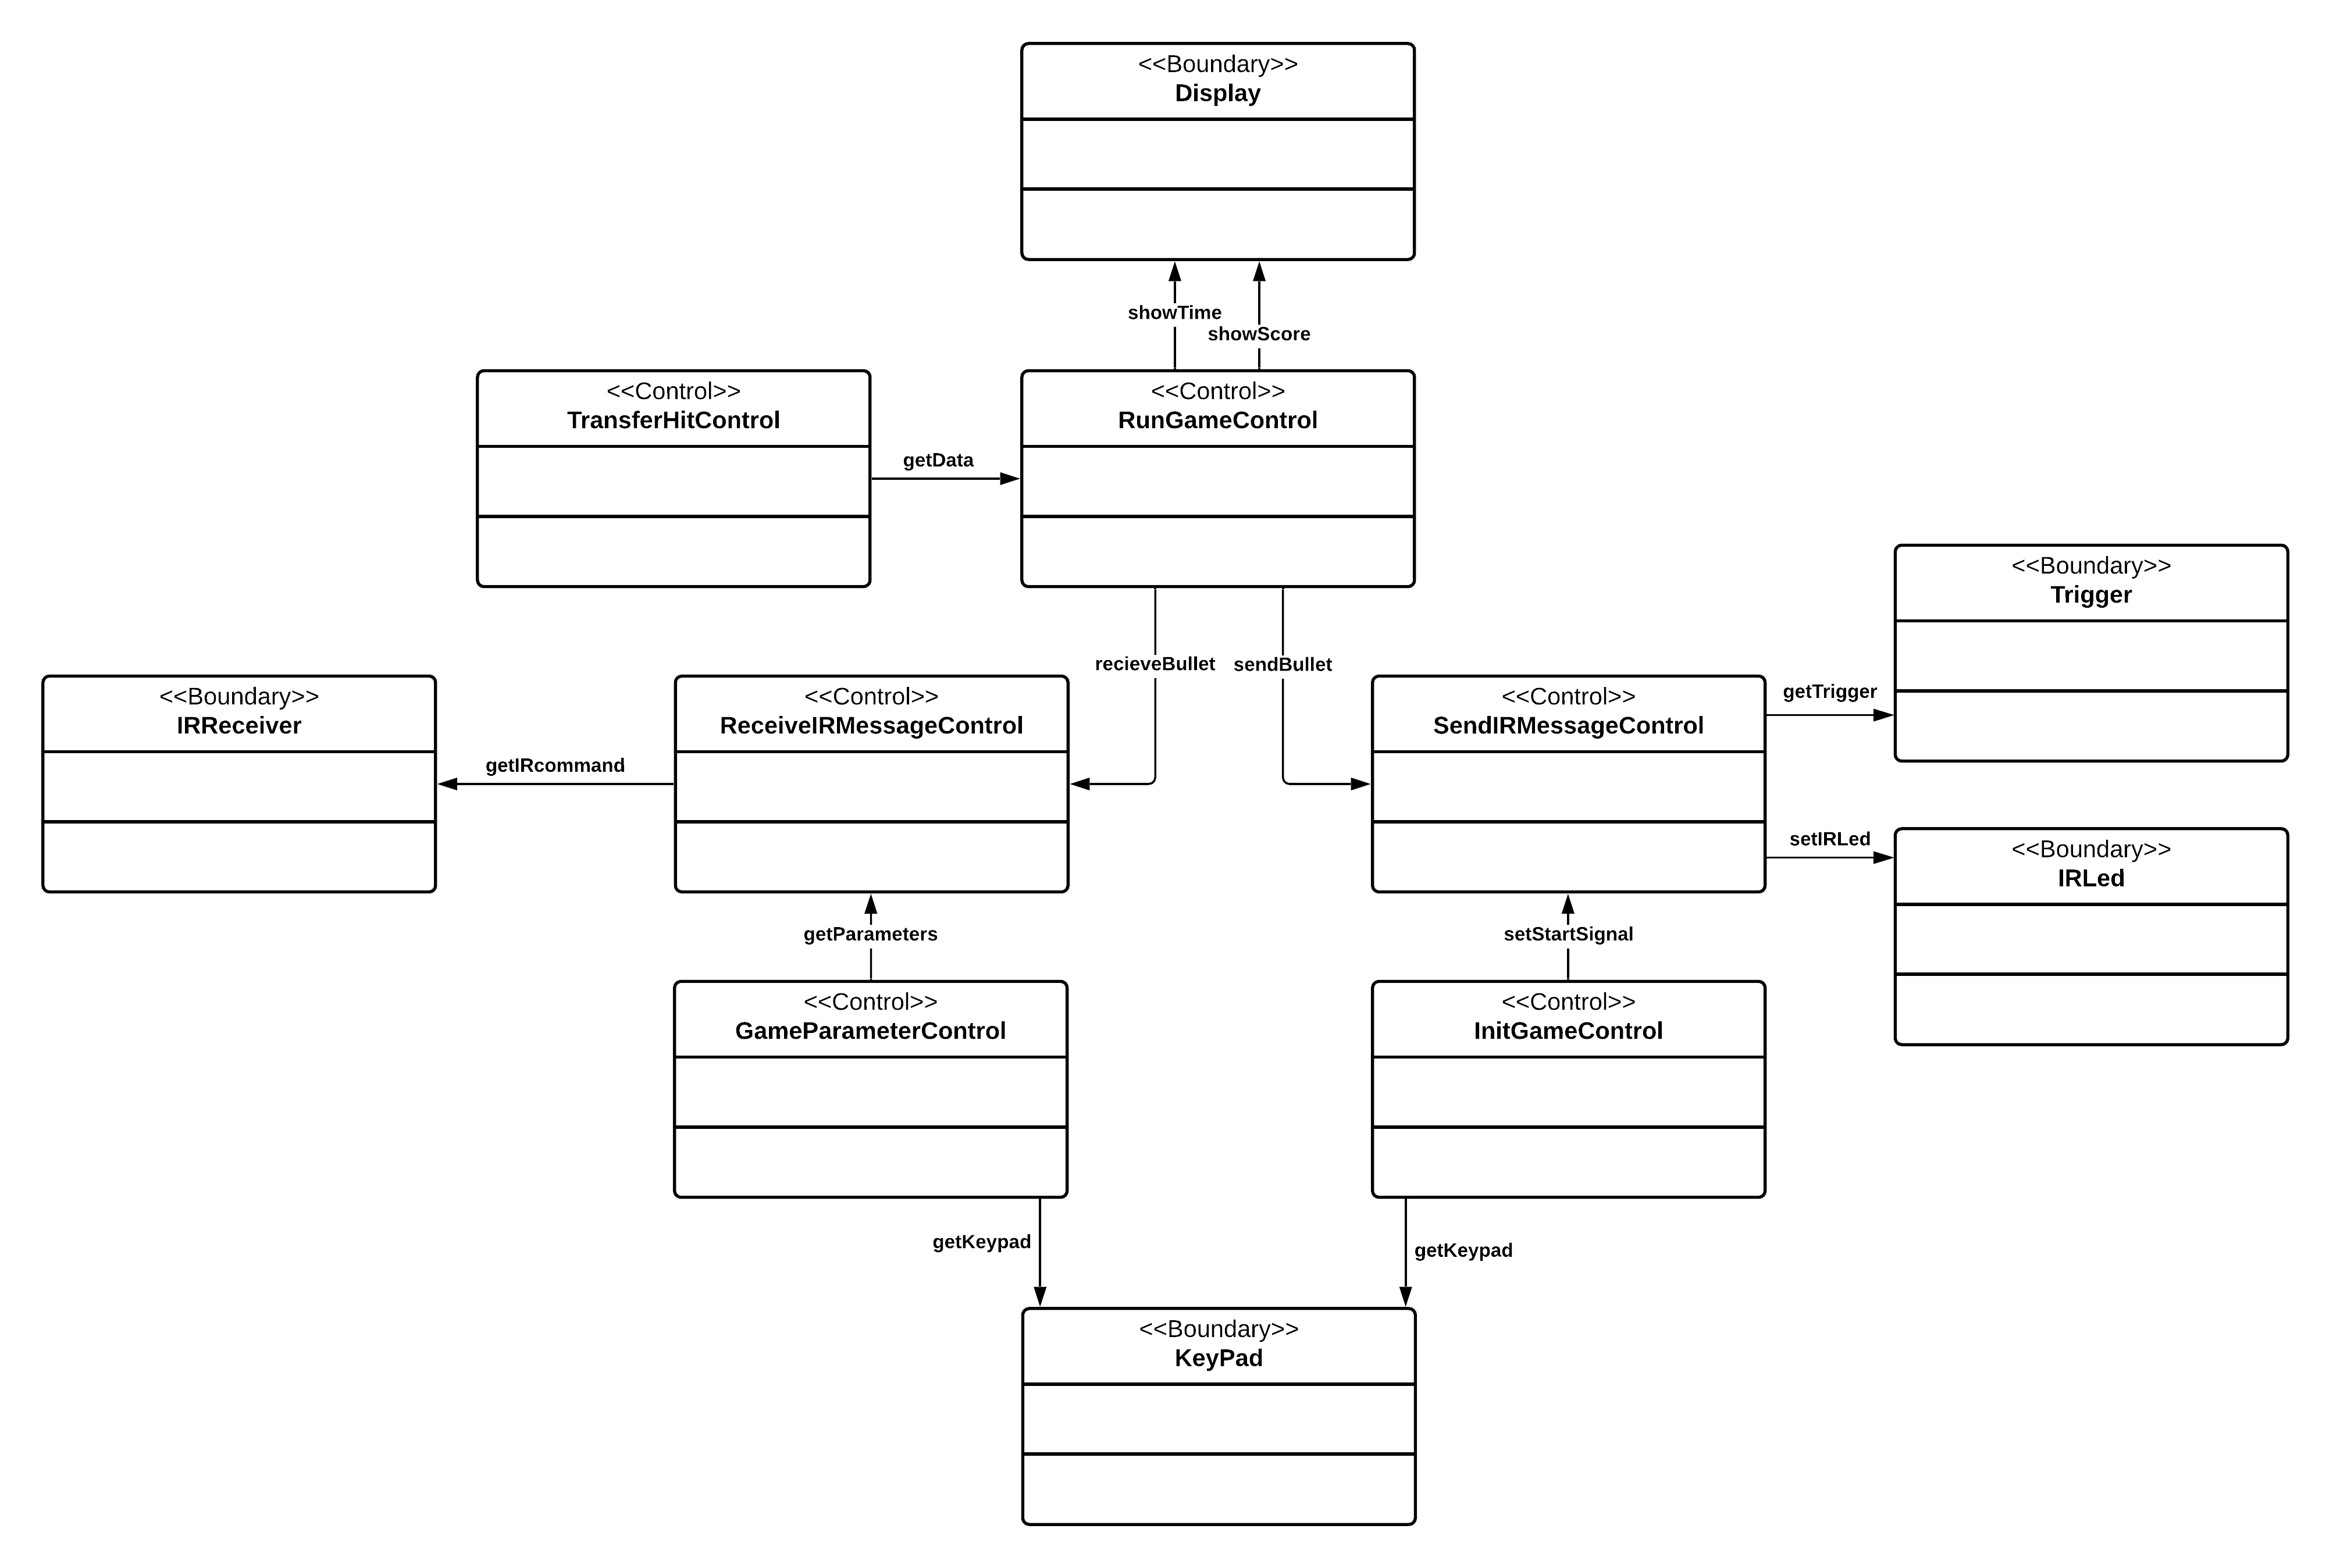 <<Boundary>>
Display
showTime
showScore
<<Control>>
TransferHitControl
<<Control>>
RunGameControl
getData
<<Boundary>>
Trigger
recieveBullet
sendBullet
<<Boundary>>
IRReceiver
<<Control>>
ReceiveIRMessageControl
<<Control>>
SendIRMessageControl
getTrigger
getIRcommand
setIRLed
<<Boundary>>
IRLed
getParameters
setStartSignal
<<Control>>
GameParameterControl
<<Control>>
InitGameControl
getKeypad
getKeypad
<<Boundary>>
KeyPad